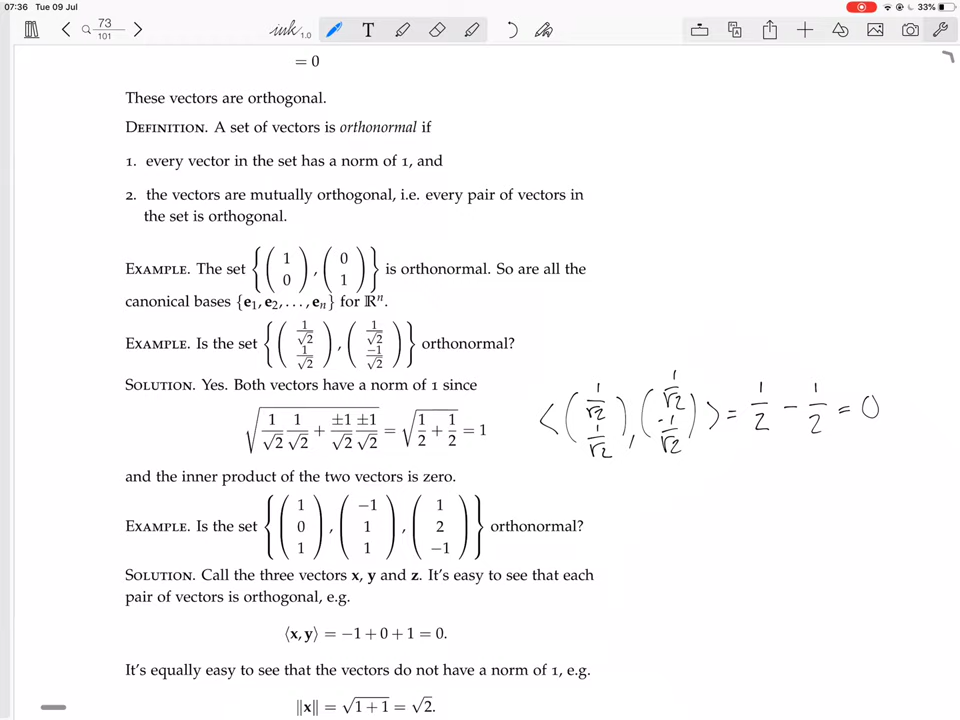 07:36 Tue 09 Jul
33%
73
101
ink 1.0
T
= 0
These vectors are orthogonal.
DEFINITION. A set of vectors is orthonormal if
1. every vector in the set has a norm of 1, and
2. the vectors are mutually orthogonal, i.e. every pair of vectors in
the set is orthogonal.
EXAMPLE. The set {(1 0), (0 1)} is orthonormal. So are all the
canonical bases {e₁, e₂, . . . , eₙ} for ℝⁿ.
EXAMPLE. Is the set {(1/√2 1/√2), (1/√2 −1/√2)} orthonormal?
SOLUTION. Yes. Both vectors have a norm of 1 since
√(1/√2 1/√2 + ±1/√2 ±1/√2) = √(1/2 + 1/2) = 1
⟨(1/√2 1/√2), (1/√2 -1/√2)⟩ = 1/2 − 1/2 = 0
and the inner product of the two vectors is zero.
EXAMPLE. Is the set {(1 0 1), (−1 1 1), (1 2 −1)} orthonormal?
SOLUTION. Call the three vectors x, y and z. It's easy to see that each
pair of vectors is orthogonal, e.g.
⟨x, y⟩ = −1 + 0 + 1 = 0.
It's equally easy to see that the vectors do not have a norm of 1, e.g.
‖x‖ = √(1 + 1) = √2.